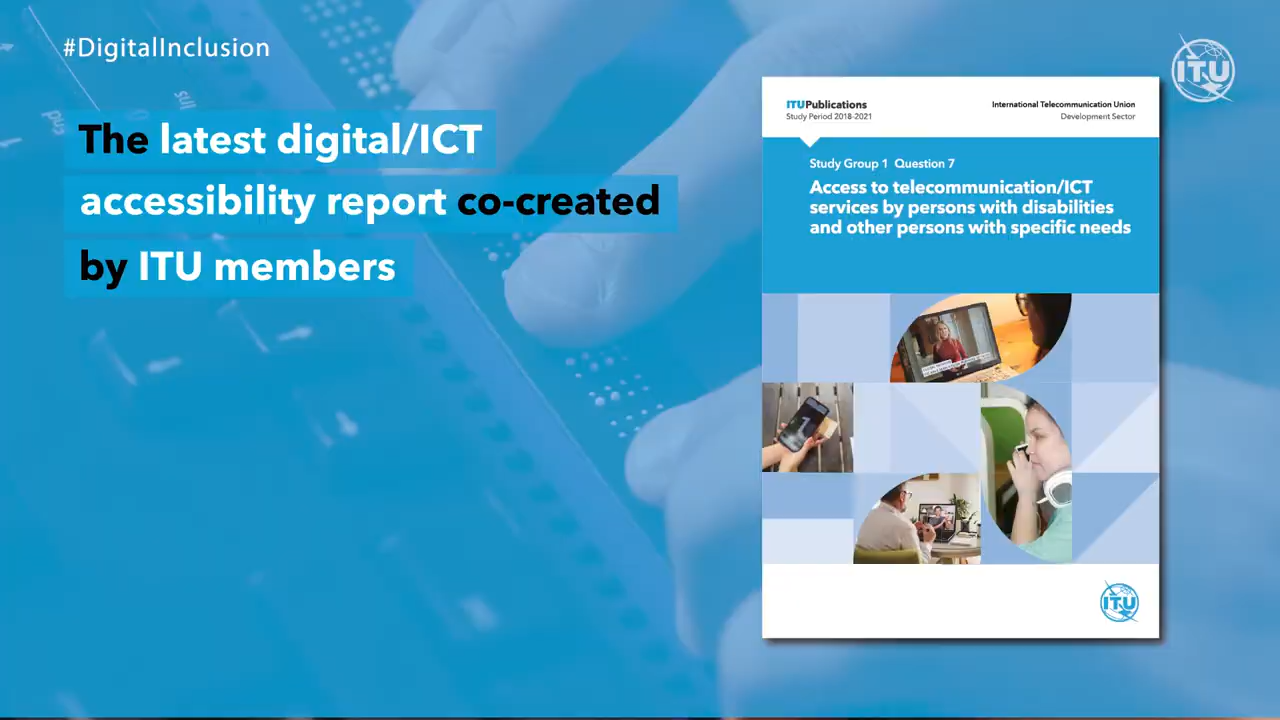 #DigitalInclusion
ITU
The latest digital/ICT
accessibility report co-created
by ITU members
ITUPublications
Study Period 2018-2021
International Telecommunication Union
Development Sector
Study Group 1 Question 7
Access to telecommunication/ICT
services by persons with disabilities
and other persons with specific needs
ITU